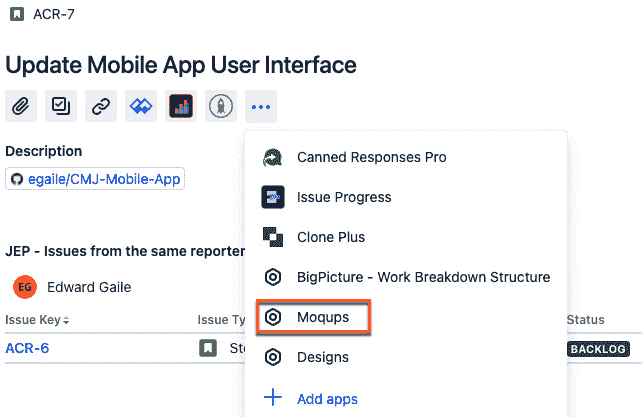 ACR-7
Update Mobile App User Interface
Description
egaile/CMJ-Mobile-App
JEP - Issues from the same reporter
EG Edward Gaile
Issue Key Issue Ty Status
ACR-6 Sto BACKLOG
Canned Responses Pro
Issue Progress
Clone Plus
BigPicture - Work Breakdown Structure
Moqups
Designs
Add apps